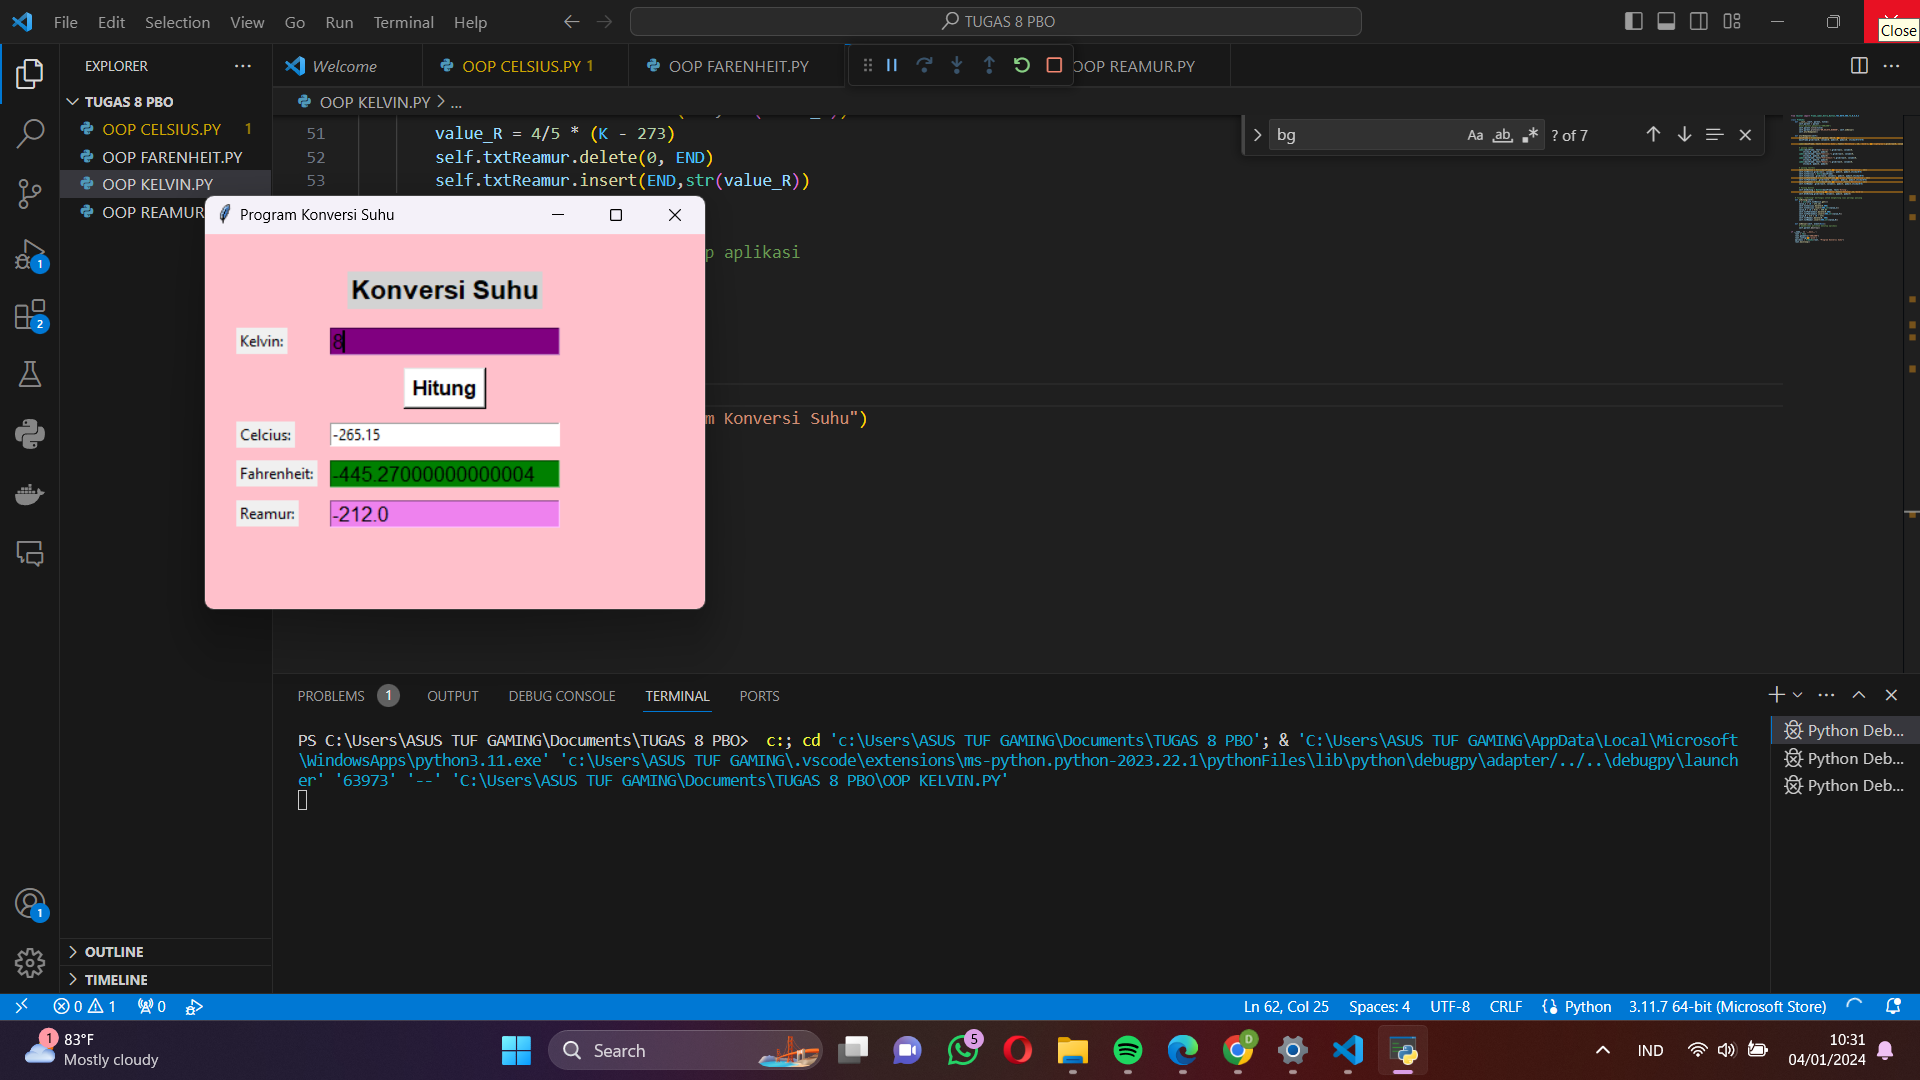 File Edit Selection View Go Run Terminal Help
TUGAS 8 PBO
Close
EXPLORER
Welcome
OOP CELSIUS.PY 1
OOP FARENHEIT.PY
OOP REAMUR.PY
TUGAS 8 PBO
OOP CELSIUS.PY 1
OOP FARENHEIT.PY
OOP KELVIN.PY
OOP REAMUR
OOP KELVIN.PY > ...
51 value_R = 4/5 * (K - 273)
52 self.txtReamur.delete(0, END)
53 self.txtReamur.insert(END,str(value_R))
bg
Aa ab
? of 7
p aplikasi
m Konversi Suhu")
Program Konversi Suhu
Konversi Suhu
Kelvin: 8
Hitung
Celcius: -265.15
Fahrenheit: -445.27000000000004
Reamur: -212.0
1
2
1
PROBLEMS 1 OUTPUT DEBUG CONSOLE TERMINAL PORTS
PS C:\Users\ASUS TUF GAMING\Documents\TUGAS 8 PBO> c:; cd 'c:\Users\ASUS TUF GAMING\Documents\TUGAS 8 PBO'; & 'C:\Users\ASUS TUF GAMING\AppData\Local\Microsoft
\WindowsApps\python3.11.exe' 'c:\Users\ASUS TUF GAMING\.vscode\extensions\ms-python.python-2023.22.1\pythonFiles\lib\python\debugpy\adapter/../..\debugpy\launch
er' '63973' '--' 'C:\Users\ASUS TUF GAMING\Documents\TUGAS 8 PBO\OOP KELVIN.PY'
Python Deb...
Python Deb...
Python Deb...
OUTLINE
TIMELINE
0 1 0
Ln 62, Col 25 Spaces: 4 UTF-8 CRLF Python 3.11.7 64-bit (Microsoft Store)
1
83°F
Mostly cloudy
Search
5
D
IND
10:31
04/01/2024